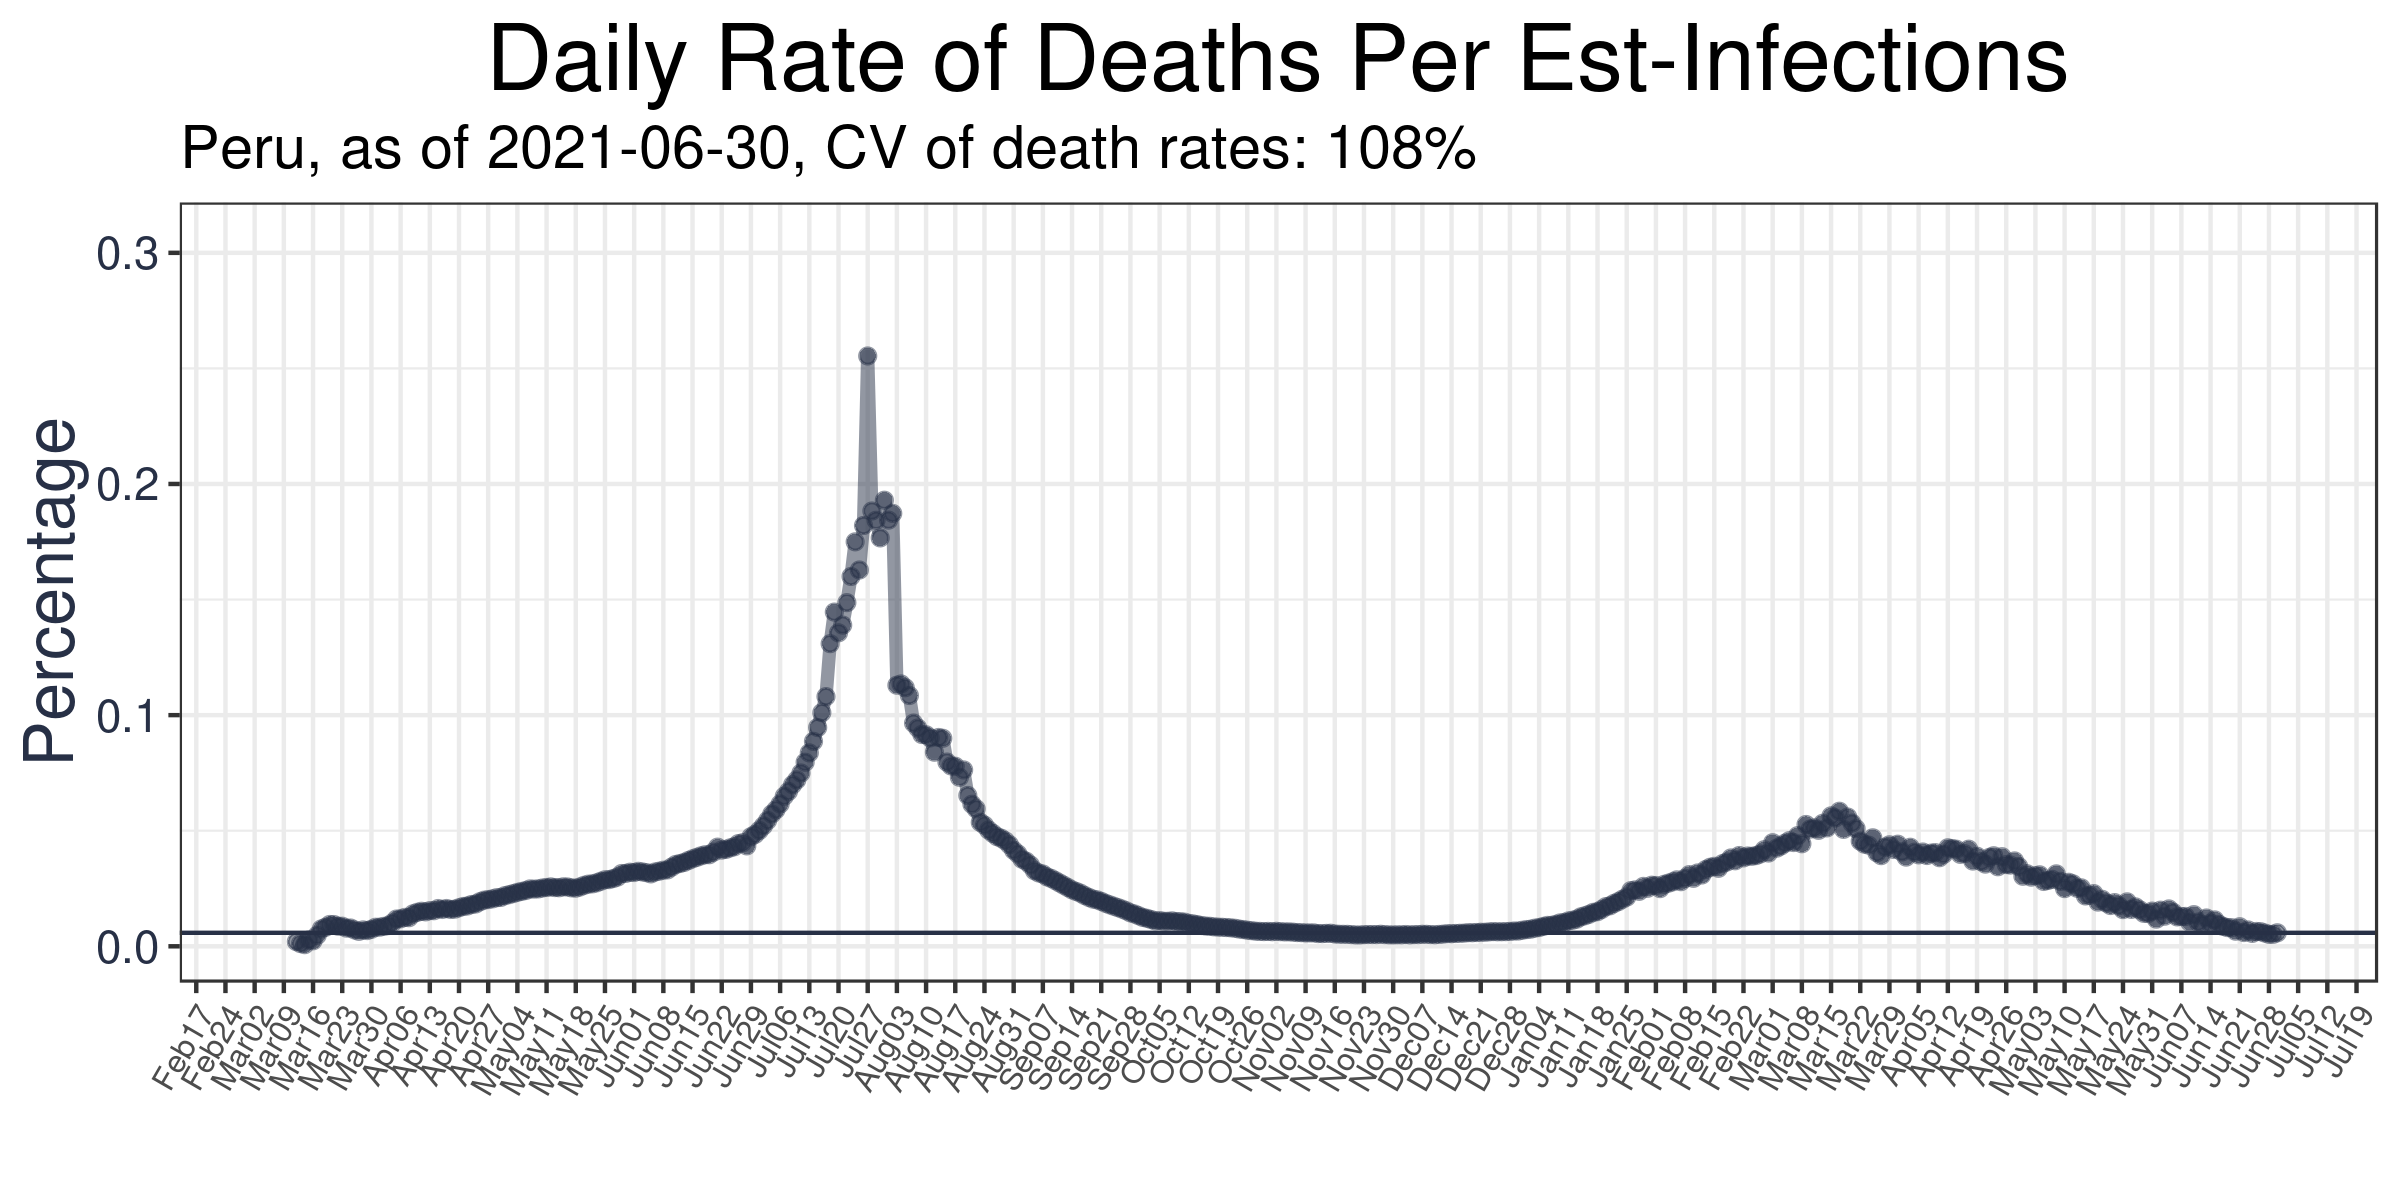 Daily Rate of Deaths Per Est-Infections
Peru, as of 2021-06-30, CV of death rates: 108%
Percentage
0.3
0.2
0.1
0.0
Feb17
Feb24
Mar02
Mar09
Mar16
Mar23
Mar30
Apr06
Apr13
Apr20
Apr27
May04
May11
May18
May25
Jun01
Jun08
Jun15
Jun22
Jun29
Jul06
Jul13
Jul20
Jul27
Aug03
Aug10
Aug17
Aug24
Aug31
Sep07
Sep14
Sep21
Sep28
Oct05
Oct12
Oct19
Oct26
Nov02
Nov09
Nov16
Nov23
Nov30
Dec07
Dec14
Dec21
Dec28
Jan04
Jan11
Jan18
Jan25
Feb01
Feb08
Feb15
Feb22
Mar01
Mar08
Mar15
Mar22
Mar29
Apr05
Apr12
Apr19
Apr26
May03
May10
May17
May24
May31
Jun07
Jun14
Jun21
Jun28
Jul05
Jul12
Jul19